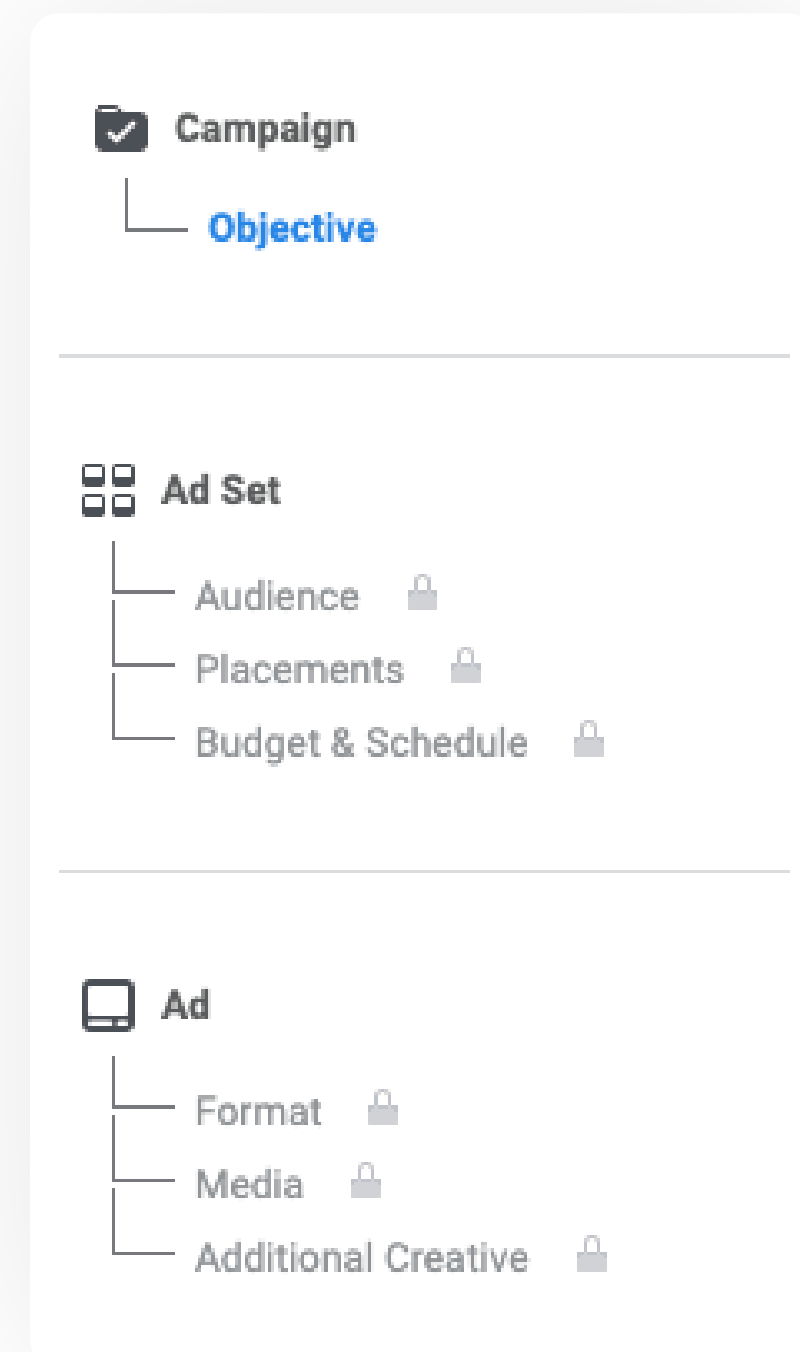 Campaign
Objective
Ad Set
Audience
Placements
Budget & Schedule
Ad
Format
Media
Additional Creative